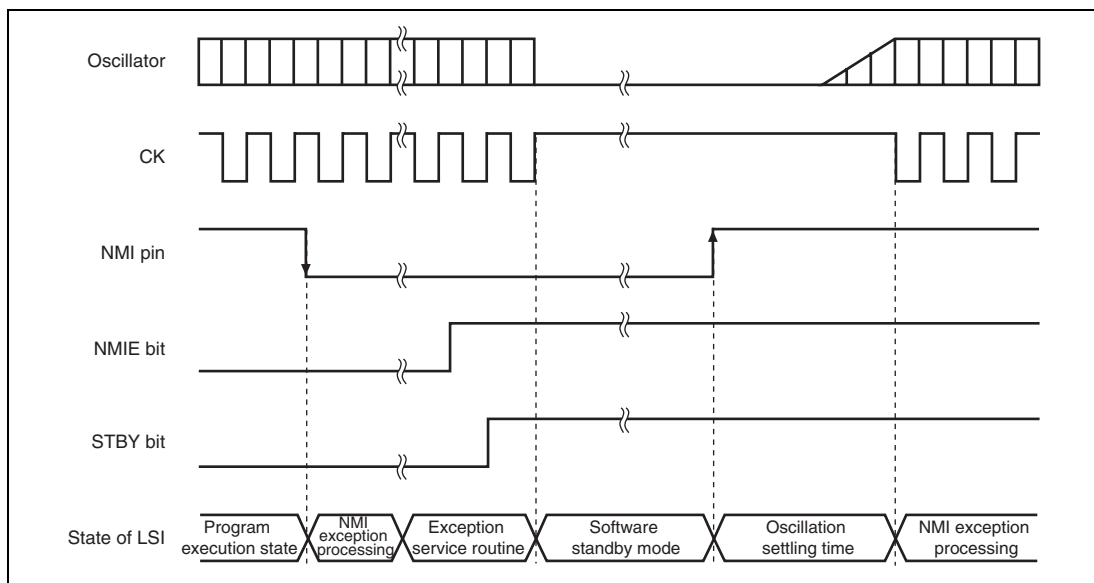 Oscillator
CK
NMI pin
NMIE bit
STBY bit
State of LSI
Program
execution state
NMI
exception
processing
Exception
service routine
Software
standby mode
Oscillation
settling time
NMI exception
processing